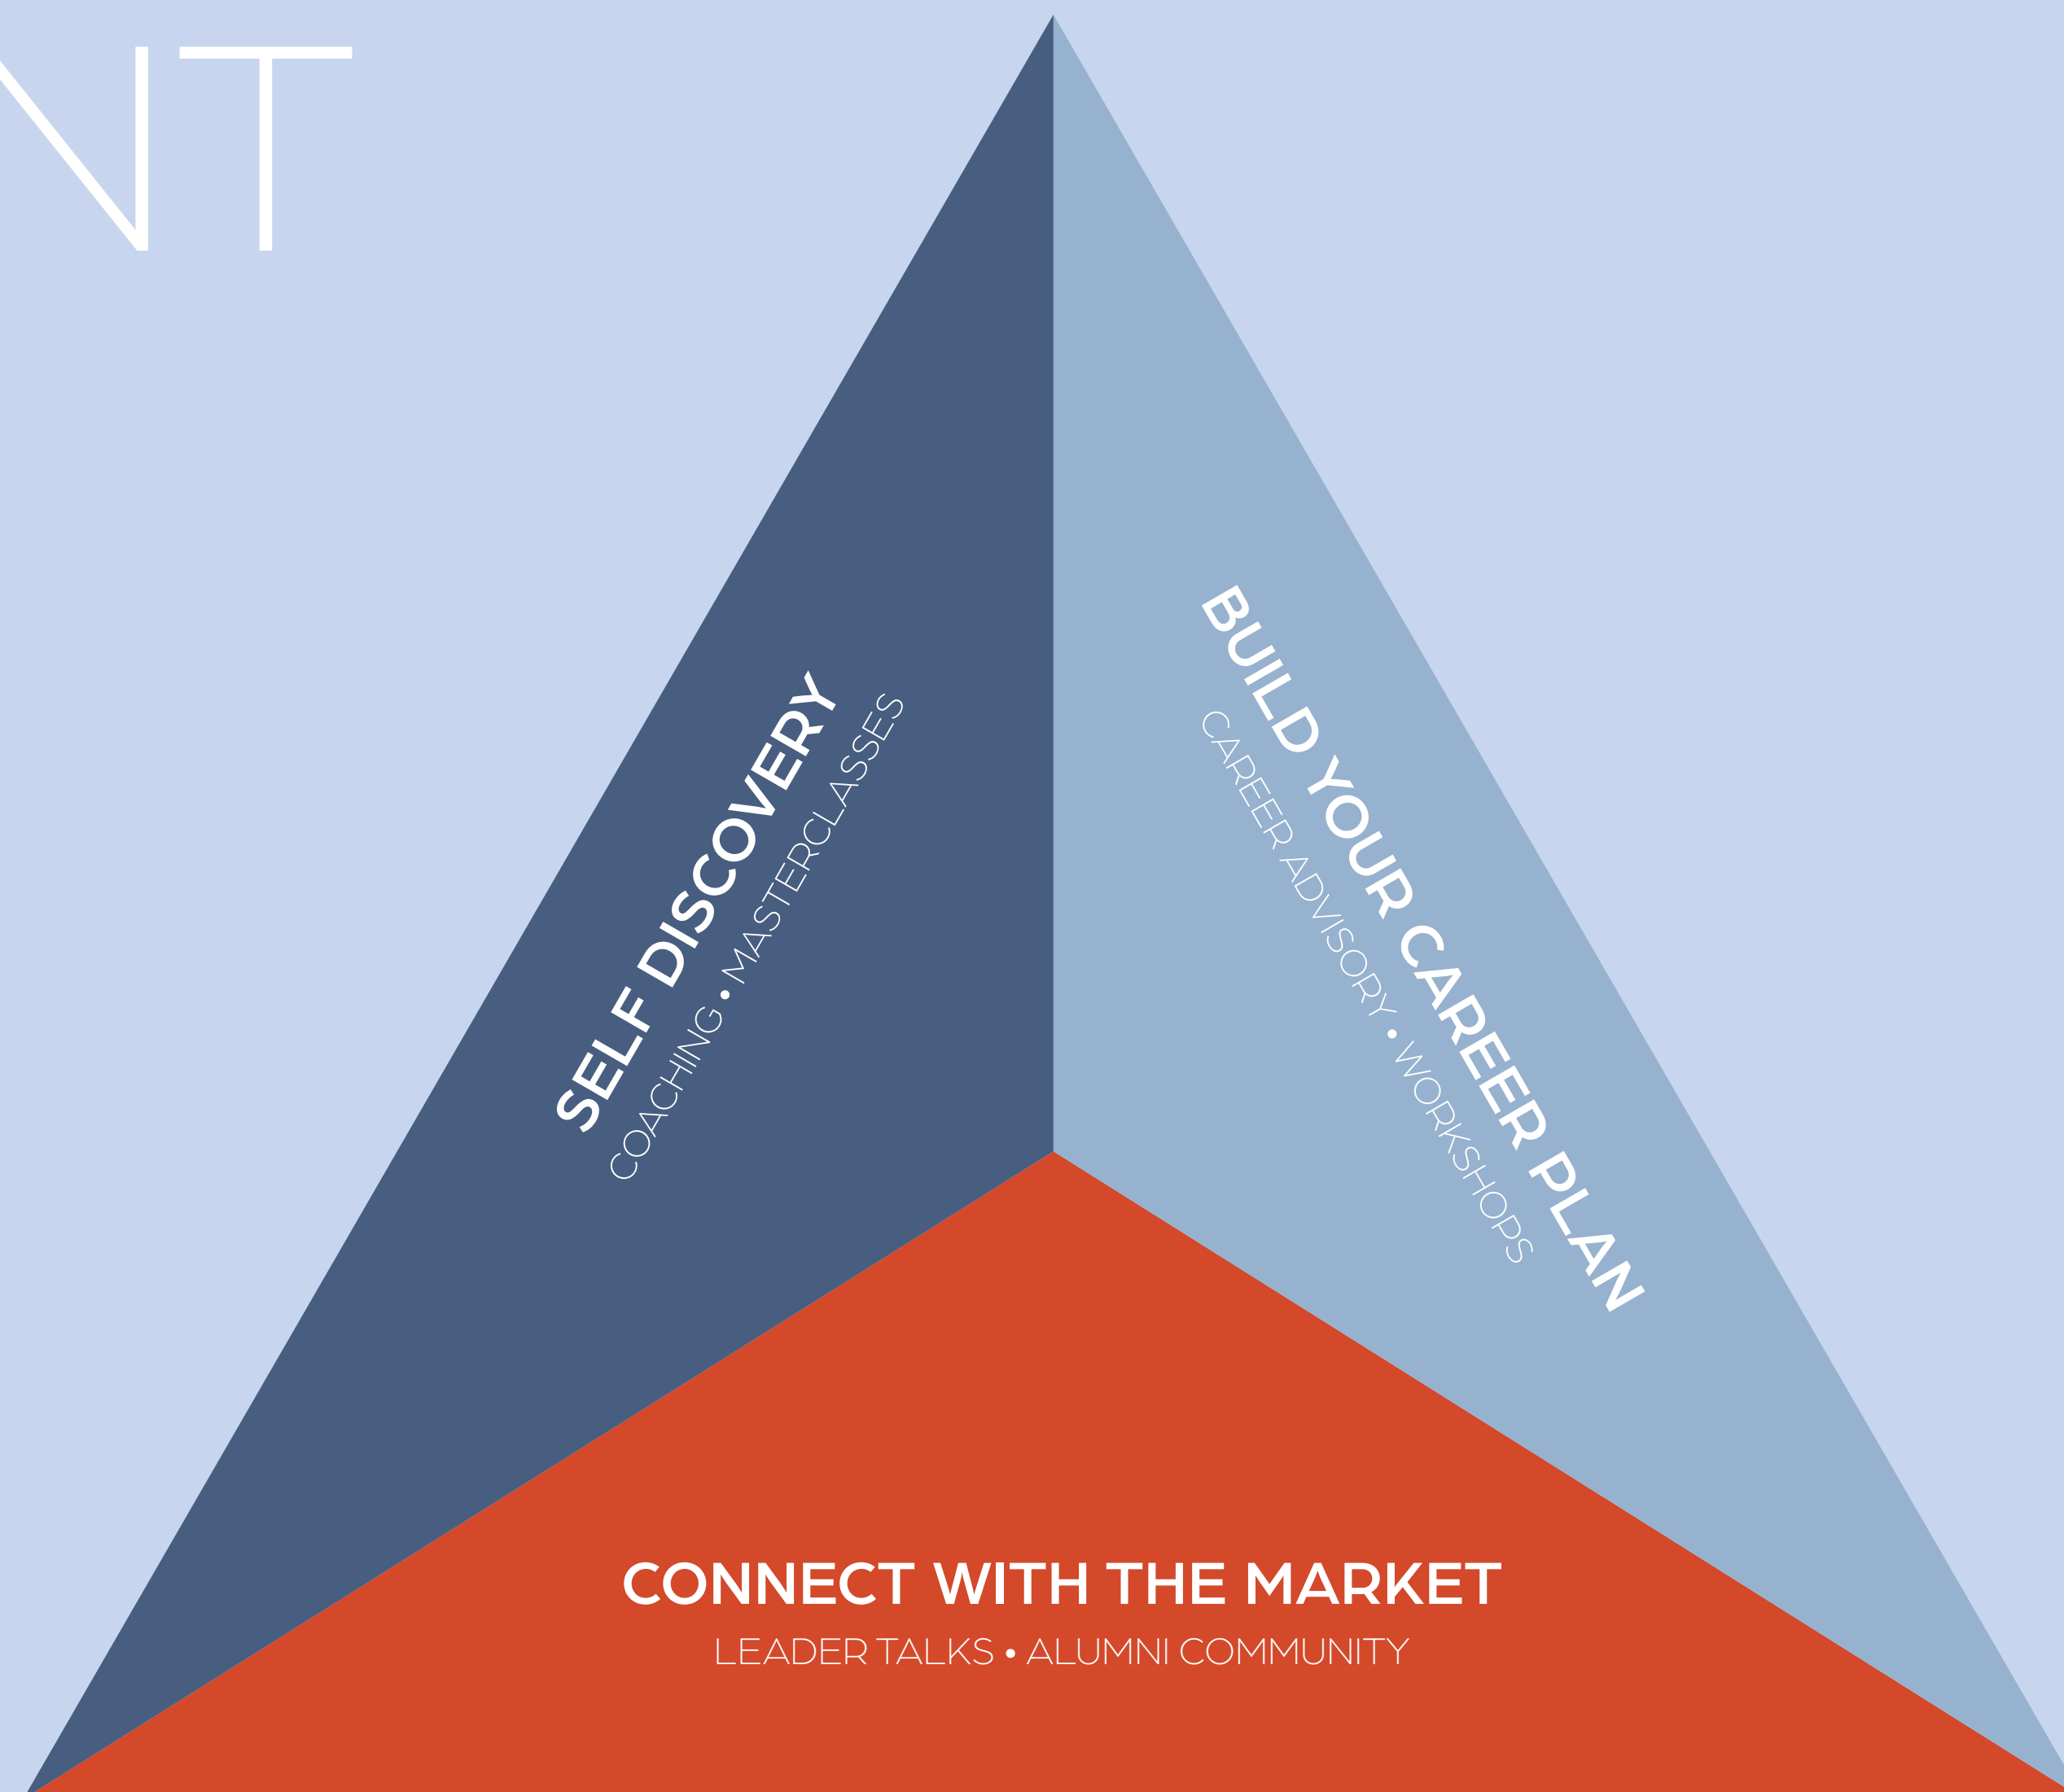 NT
SELF DISCOVERY
COACHING • MASTERCLASSES
BUILD YOUR CAREER PLAN
CAREER ADVISORY • WORKSHOPS
CONNECT WITH THE MARKET
LEADER TALKS • ALUMNI COMMUNITY